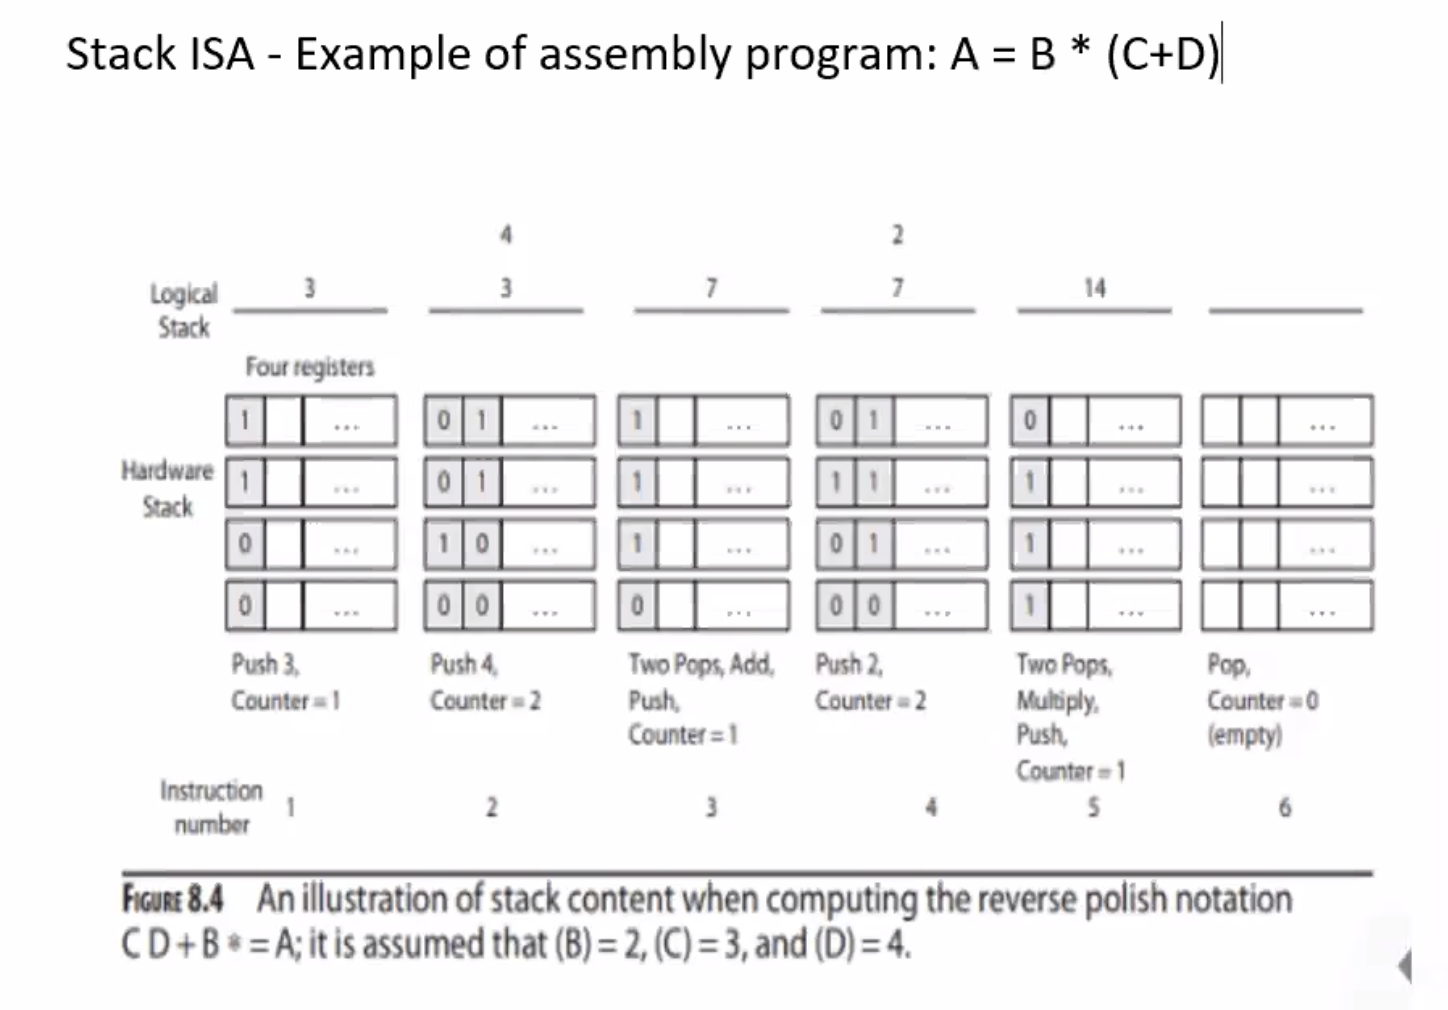 Stack ISA - Example of assembly program: A = B * (C+D)
4 2
Logical 3 3 7 7 14
Stack
Four registers
1 ... 0 1 ... 1 ... 0 1 ... 0 ... ...
Hardware 1 ... 0 1 ... 1 ... 1 1 ... 1 ... ...
Stack
0 ... 1 0 ... 1 ... 0 1 ... 1 ... ...
0 ... 0 0 ... 0 ... 0 0 ... 1 ... ...
Push 3, Push 4, Two Pops, Add, Push 2, Two Pops, Pop,
Counter = 1 Counter = 2 Push, Counter = 2 Multiply, Counter = 0
Counter = 1 Push, (empty)
Counter = 1
Instruction
number 1 2 3 4 5 6
FIGURE 8.4 An illustration of stack content when computing the reverse polish notation
C D + B * = A; it is assumed that (B) = 2, (C) = 3, and (D) = 4.